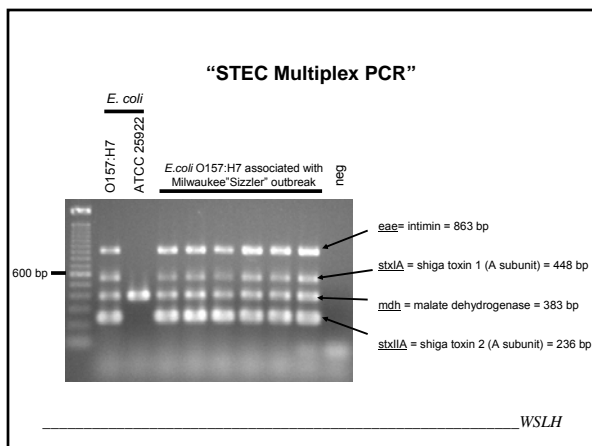 “STEC Multiplex PCR”
E. coli
O157:H7
ATCC 25922
E.coli O157:H7 associated with
Milwaukee”Sizzler” outbreak
neg
600 bp
eae= intimin = 863 bp
stxIA = shiga toxin 1 (A subunit) = 448 bp
mdh = malate dehydrogenase = 383 bp
stxIIA = shiga toxin 2 (A subunit) = 236 bp
WSLH